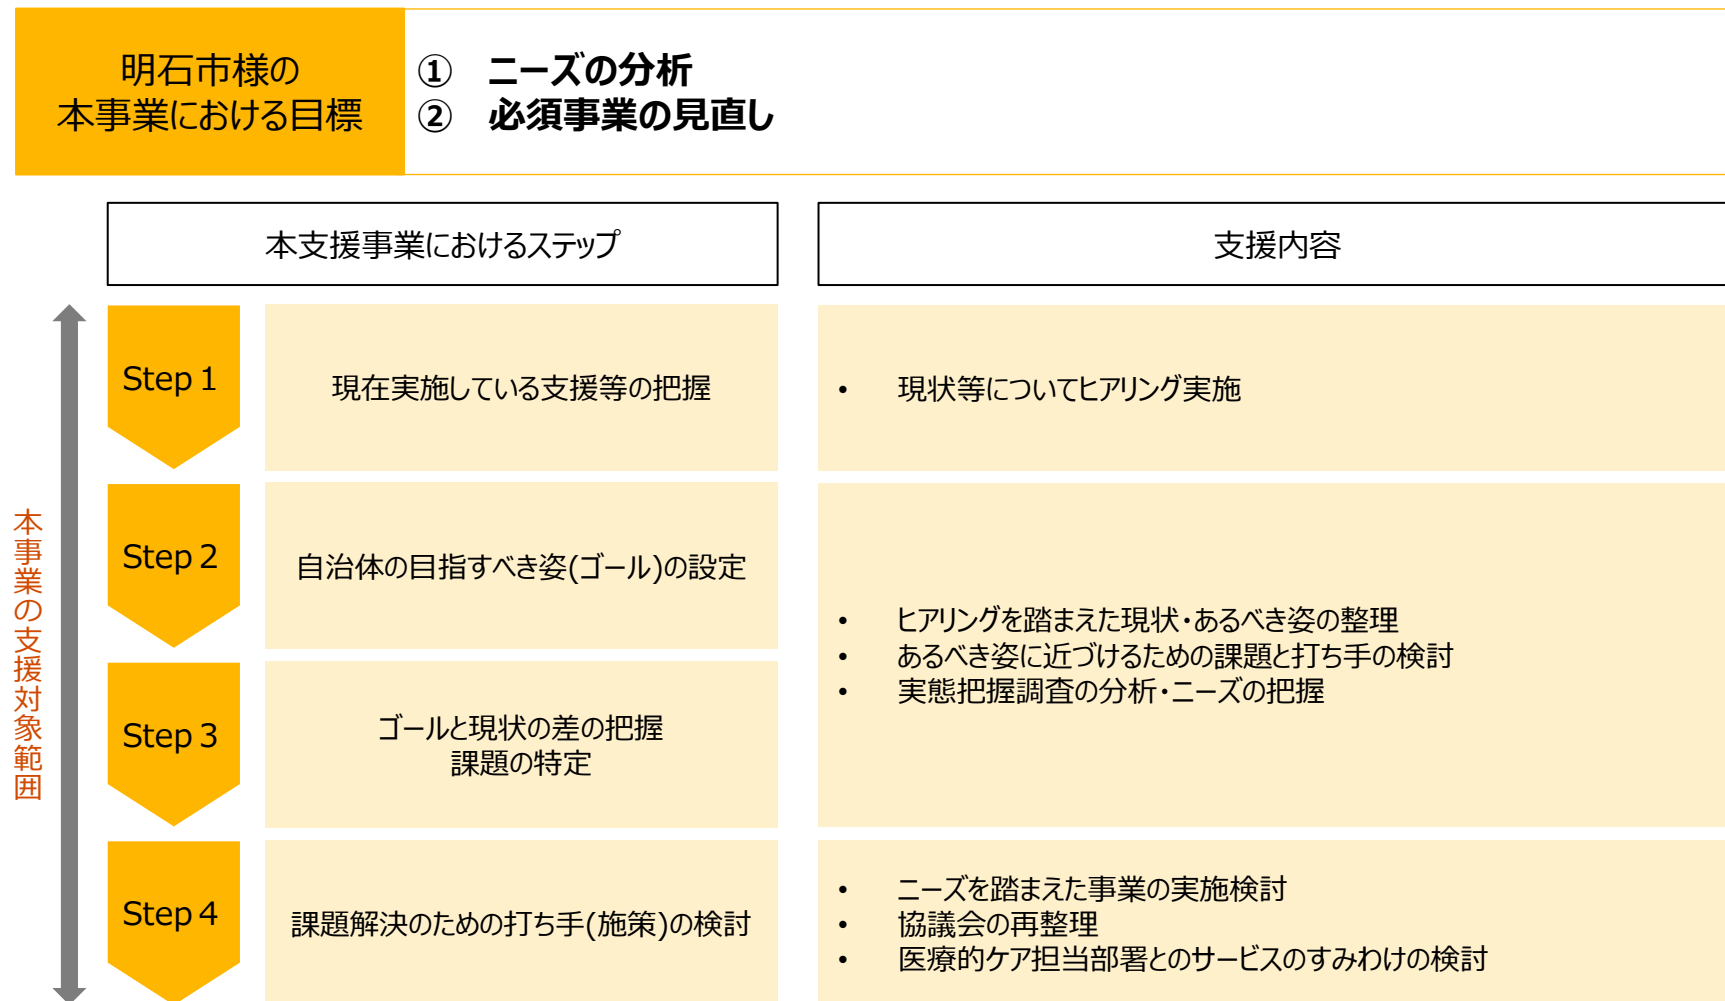 明石市様の
本事業における目標
① ニーズの分析
② 必須事業の見直し
本支援事業におけるステップ
支援内容
本事業の支援対象範囲
Step 1
現在実施している支援等の把握
• 現状等についてヒアリング実施
Step 2
自治体の目指すべき姿(ゴール)の設定
• ヒアリングを踏まえた現状・あるべき姿の整理
• あるべき姿に近づけるための課題と打ち手の検討
• 実態把握調査の分析・ニーズの把握
Step 3
ゴールと現状の差の把握
課題の特定
Step 4
課題解決のための打ち手(施策)の検討
• ニーズを踏まえた事業の実施検討
• 協議会の再整理
• 医療的ケア担当部署とのサービスのすみわけの検討